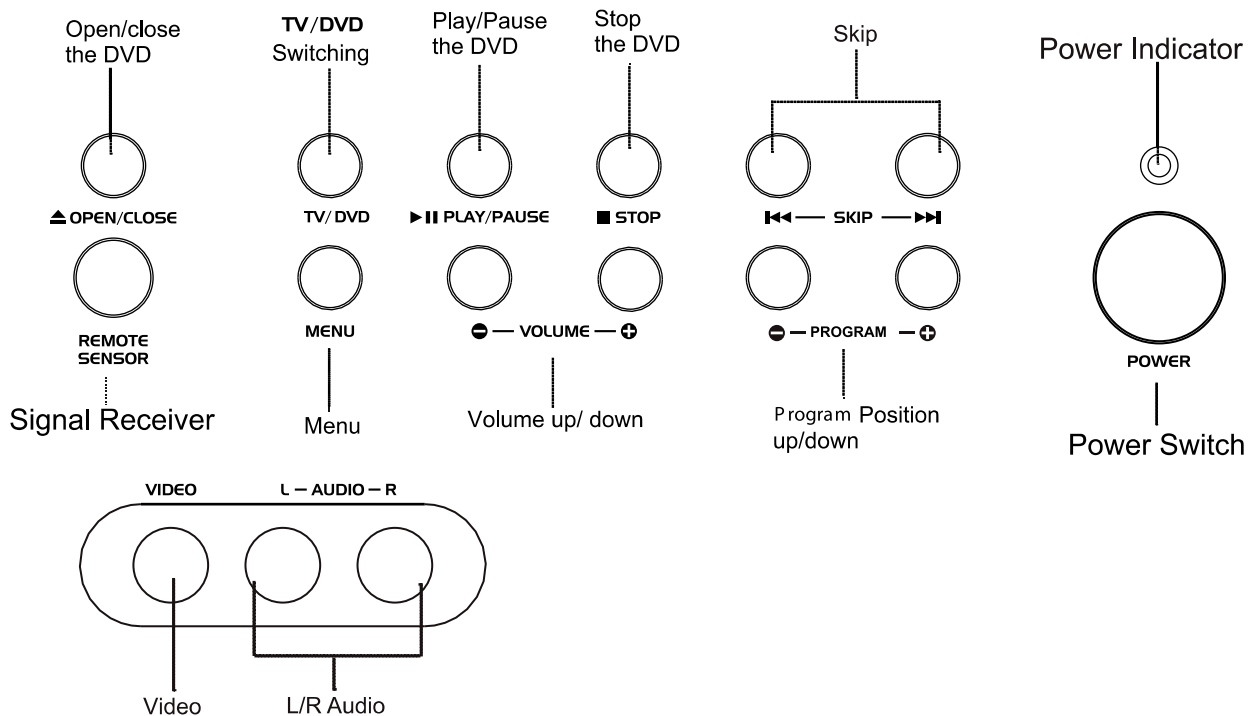 Open/close
the DVD
TV/DVD
Switching
Play/Pause
the DVD
Stop
the DVD
Skip
Power Indicator
OPEN/CLOSE
TV/DVD
PLAY/PAUSE
STOP
SKIP
REMOTE
SENSOR
MENU
VOLUME
PROGRAM
POWER
Signal Receiver
Menu
Volume up/ down
Program Position
up/down
Power Switch
VIDEO
L – AUDIO – R
Video
L/R Audio